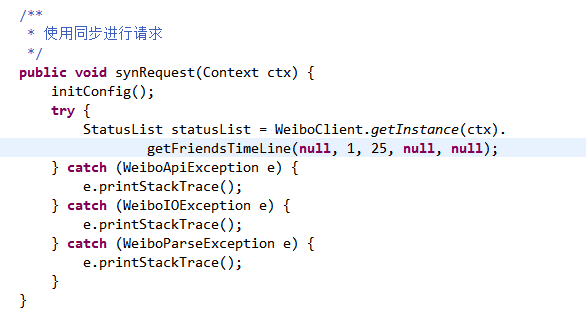 /**
 * 使用同步进行请求
 */
public void synRequest(Context ctx) {
    initConfig();
    try {
        StatusList statusList = WeiboClient.getInstance(ctx).
                getFriendsTimeLine(null, 1, 25, null, null);
    } catch (WeiboApiException e) {
        e.printStackTrace();
    } catch (WeiboIOException e) {
        e.printStackTrace();
    } catch (WeiboParseException e) {
        e.printStackTrace();
    }
}